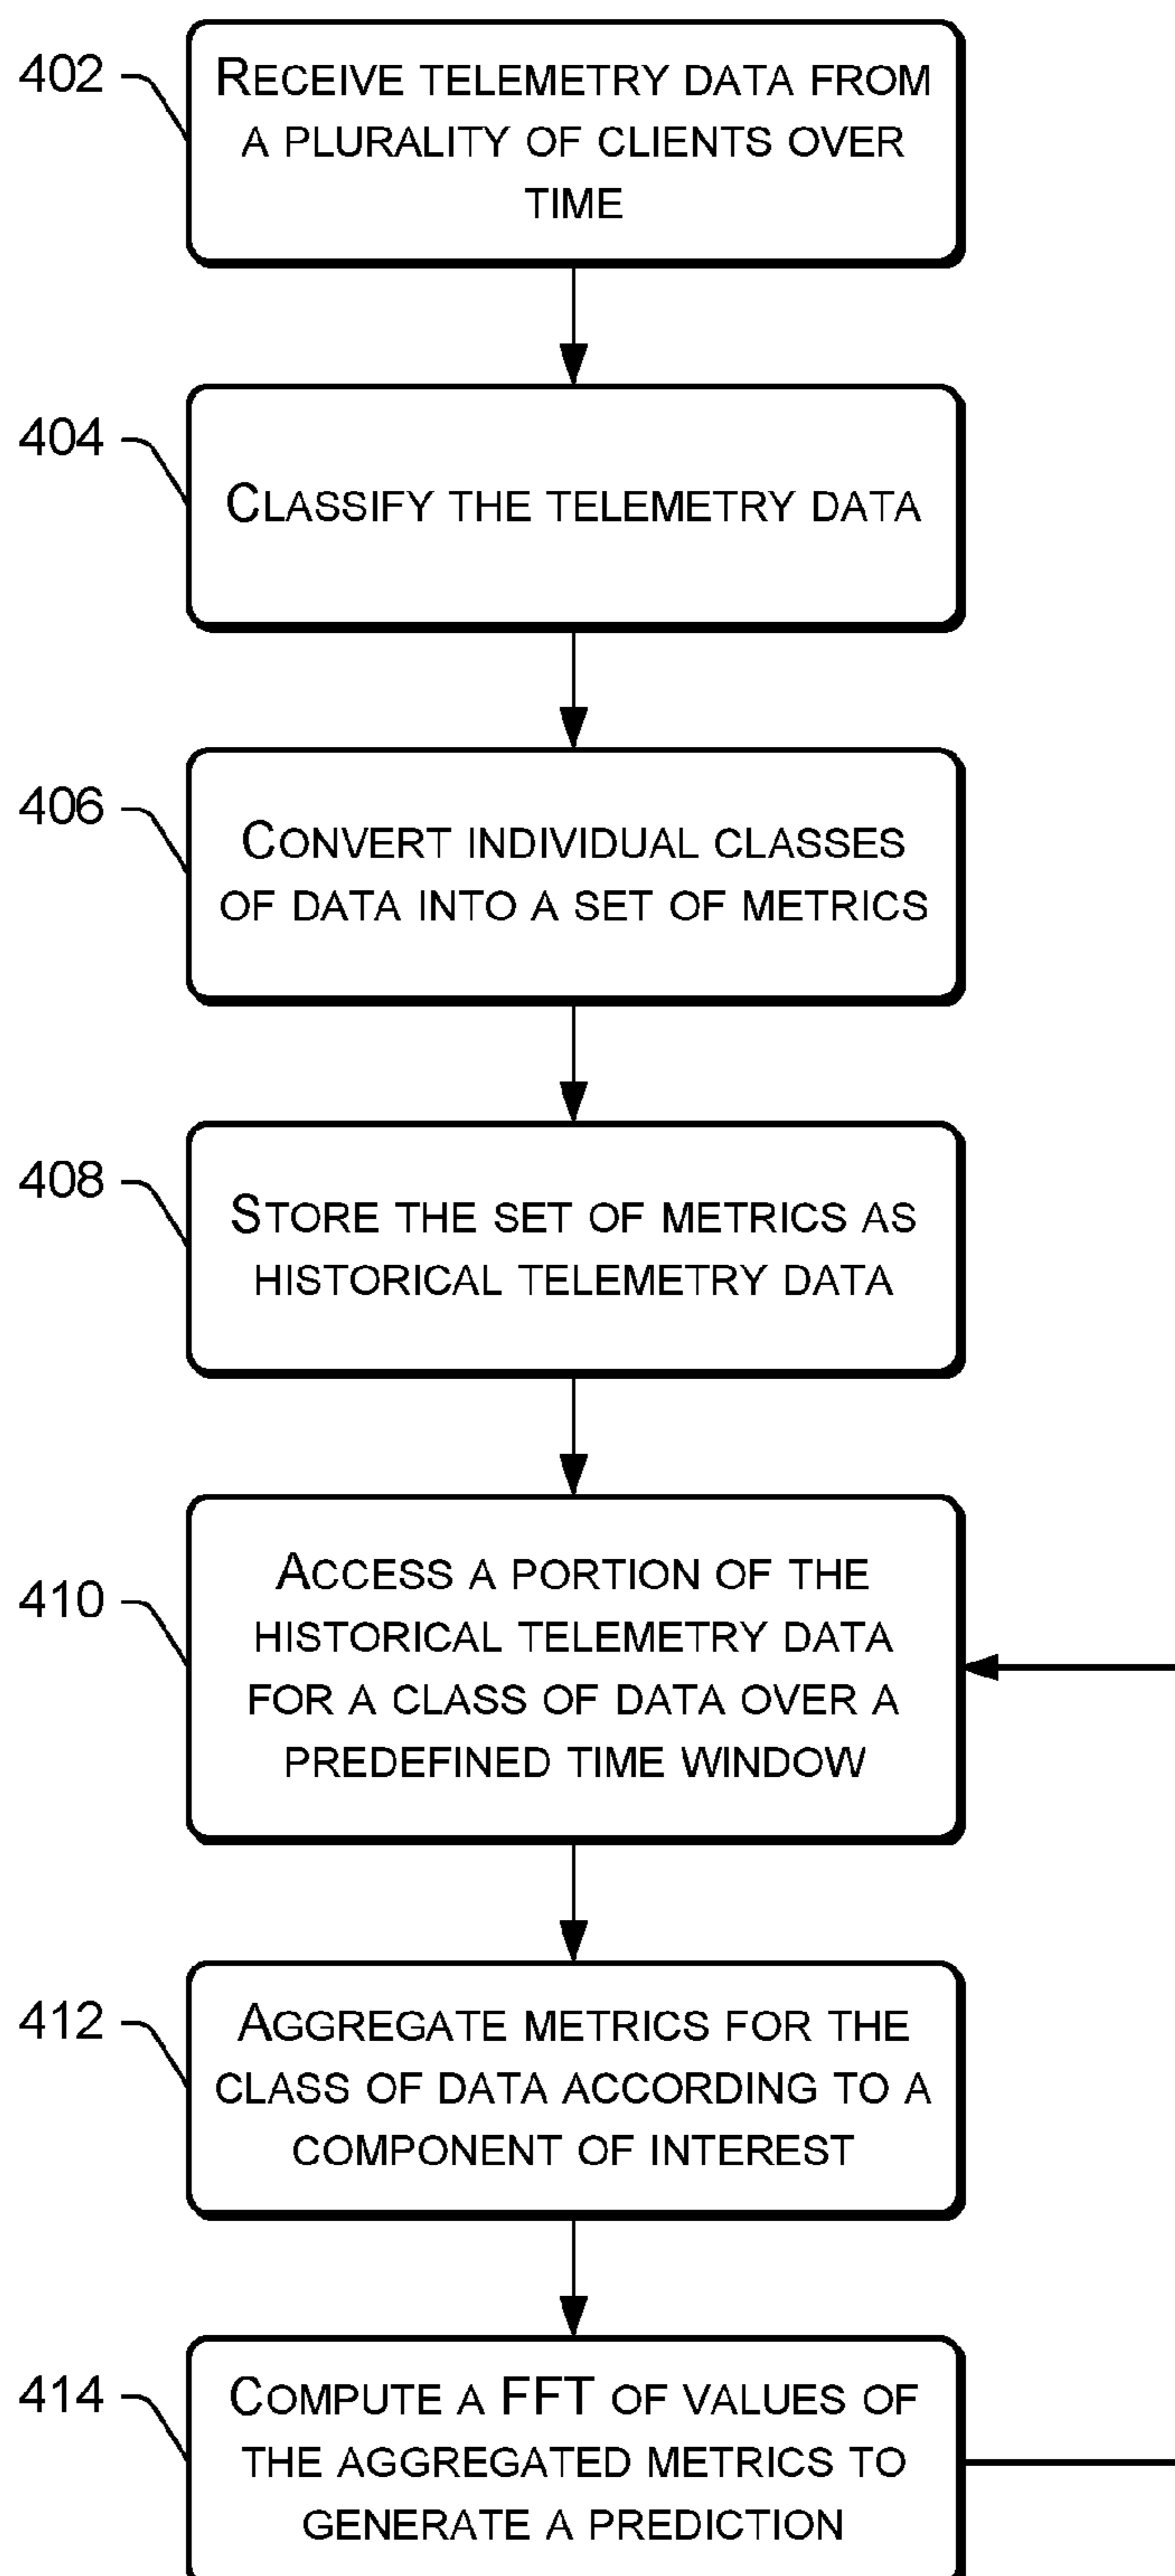 402
RECEIVE TELEMETRY DATA FROM
A PLURALITY OF CLIENTS OVER
TIME
404
CLASSIFY THE TELEMETRY DATA
406
CONVERT INDIVIDUAL CLASSES
OF DATA INTO A SET OF METRICS
408
STORE THE SET OF METRICS AS
HISTORICAL TELEMETRY DATA
410
ACCESS A PORTION OF THE
HISTORICAL TELEMETRY DATA
FOR A CLASS OF DATA OVER A
PREDEFINED TIME WINDOW
412
AGGREGATE METRICS FOR THE
CLASS OF DATA ACCORDING TO A
COMPONENT OF INTEREST
414
COMPUTE A FFT OF VALUES OF
THE AGGREGATED METRICS TO
GENERATE A PREDICTION